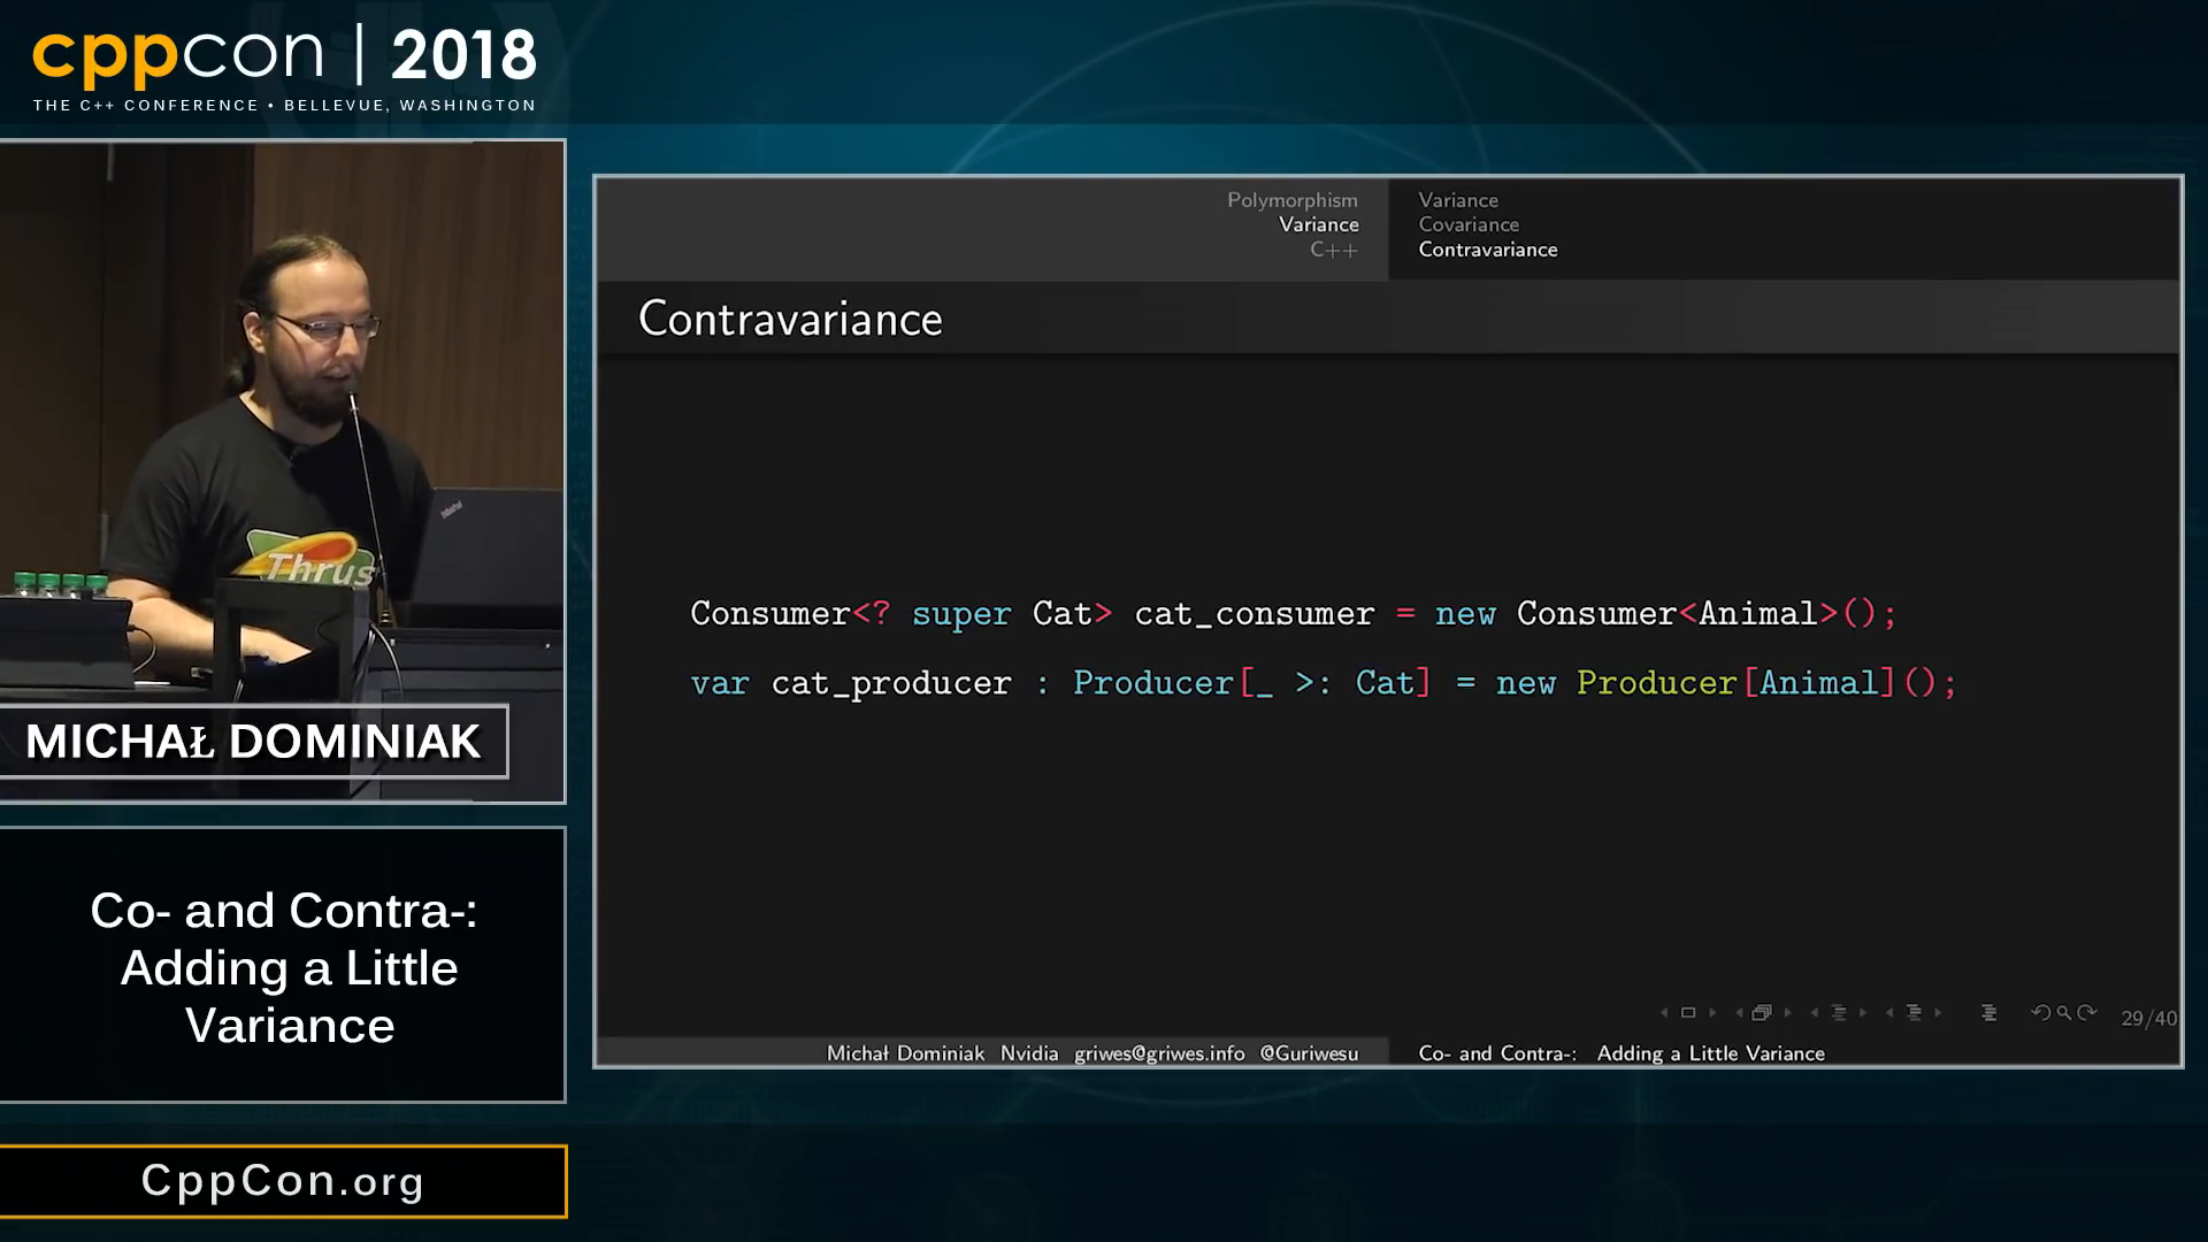 cppcon | 2018
THE C++ CONFERENCE • BELLEVUE, WASHINGTON
Thrus
ThinkPad
MICHAŁ DOMINIAK
Co- and Contra-:
Adding a Little
Variance
CppCon.org
Polymorphism
Variance
C++
Variance
Covariance
Contravariance
Contravariance
Consumer<? super Cat> cat_consumer = new Consumer<Animal>();
var cat_producer : Producer[_ >: Cat] = new Producer[Animal]();
29/40
Michał Dominiak Nvidia griwes@griwes.info @Guriwesu
Co- and Contra-: Adding a Little Variance